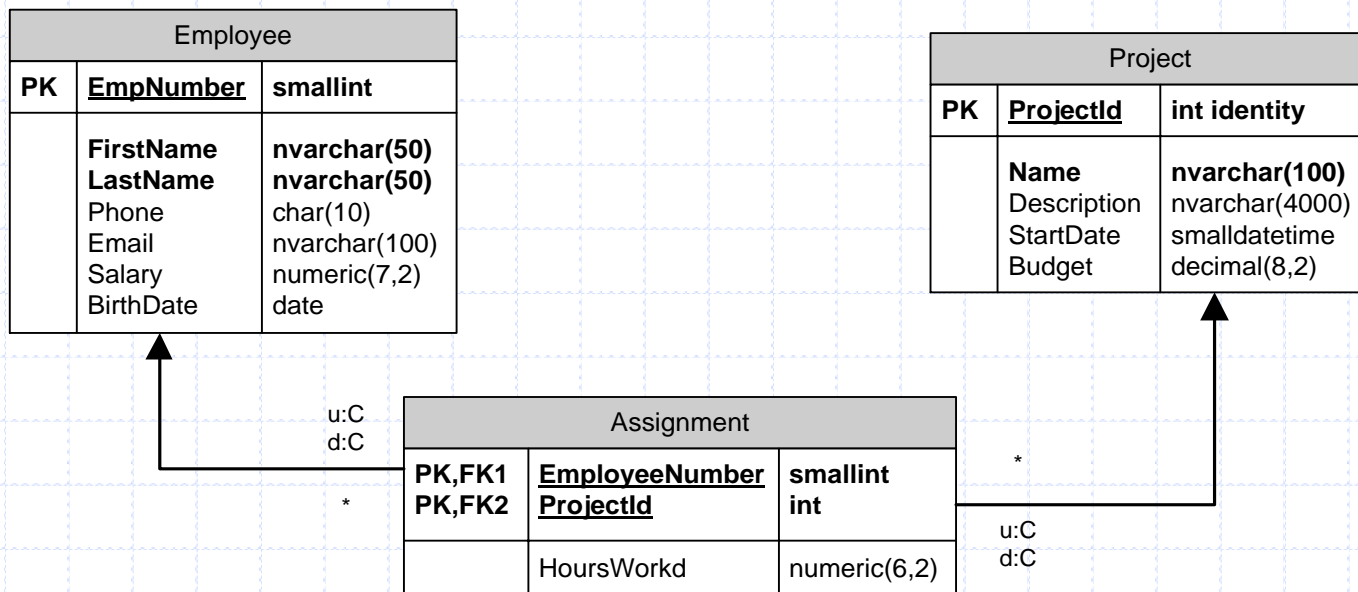 Employee
PK EmpNumber smallint
FirstName nvarchar(50)
LastName nvarchar(50)
Phone char(10)
Email nvarchar(100)
Salary numeric(7,2)
BirthDate date
Project
PK ProjectId int identity
Name nvarchar(100)
Description nvarchar(4000)
StartDate smalldatetime
Budget decimal(8,2)
u:C
d:C
*
Assignment
PK,FK1 EmployeeNumber smallint
PK,FK2 ProjectId int
HoursWorkd numeric(6,2)
*
u:C
d:C